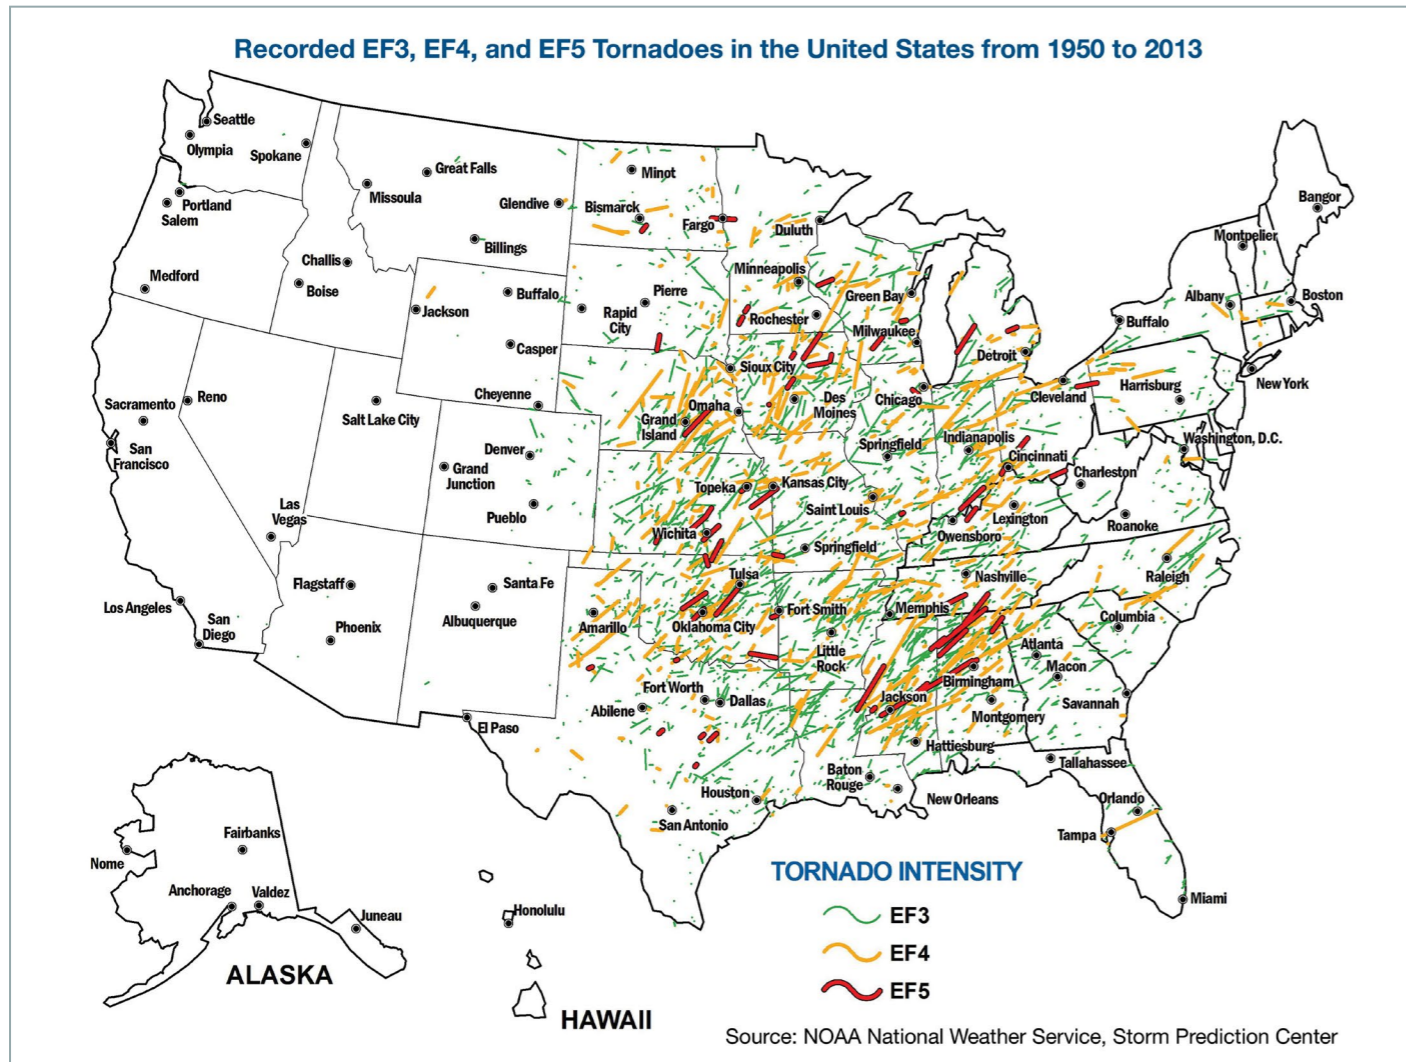 Recorded EF3, EF4, and EF5 Tornadoes in the United States from 1950 to 2013
Seattle
Olympia
Spokane
Portland
Salem
Medford
Missoula
Great Falls
Glendive
Billings
Challis
Boise
Jackson
Buffalo
Casper
Cheyenne
Reno
Sacramento
San
Francisco
Salt Lake City
Las
Vegas
Los Angeles
San
Diego
Denver
Grand
Junction
Pueblo
Flagstaff
Phoenix
Santa Fe
Albuquerque
El Paso
Minot
Bismarck
Fargo
Pierre
Rapid
City
Duluth
Minneapolis
Rochester
Green Bay
Milwaukee
Sioux City
Omaha
Grand
Island
Des
Moines
Chicago
Detroit
Cleveland
Topeka
Kansas City
Wichita
Springfield
Saint Louis
Springfield
Indianapolis
Cincinnati
Lexington
Owensboro
Charleston
Roanoke
Buffalo
Albany
Montpelier
Bangor
Boston
New York
Harrisburg
Washington, D.C.
Tulsa
Oklahoma City
Amarillo
Fort Smith
Little
Rock
Memphis
Nashville
Raleigh
Columbia
Atlanta
Macon
Savannah
Birmingham
Montgomery
Jackson
Hattiesburg
Fort Worth
Dallas
Abilene
Houston
San Antonio
Baton
Rouge
New Orleans
Tallahassee
Orlando
Tampa
Miami
Fairbanks
Nome
Anchorage
Valdez
Juneau
ALASKA
Honolulu
HAWAII
TORNADO INTENSITY
EF3
EF4
EF5
Source: NOAA National Weather Service, Storm Prediction Center